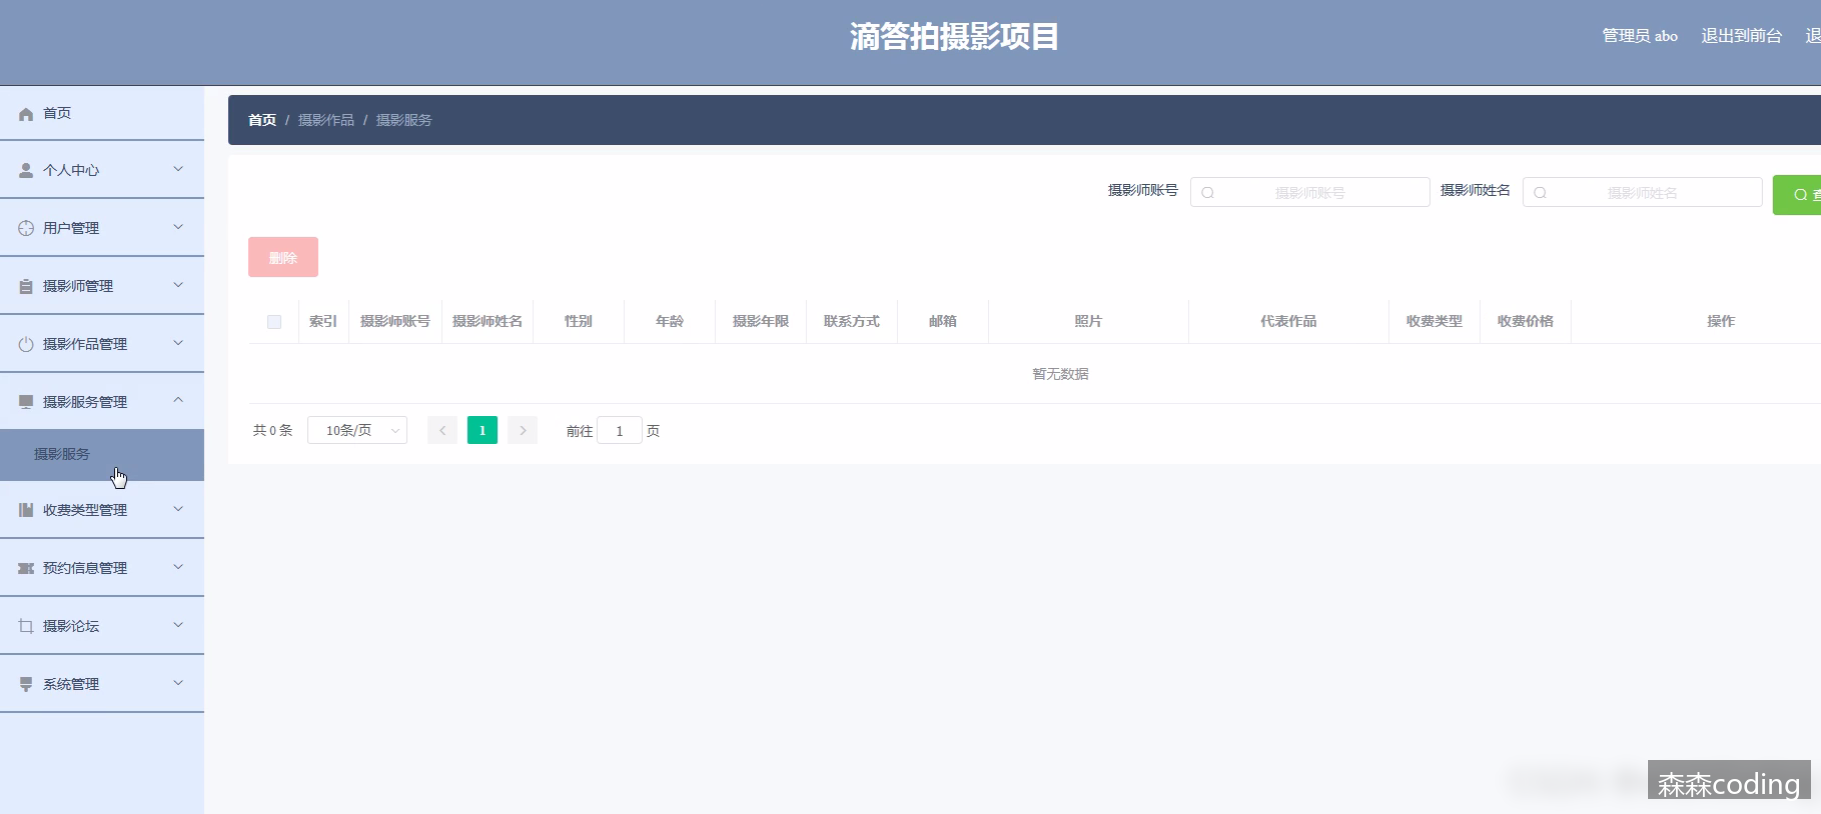 滴答拍摄影项目
管理员 abo 退出到前台 退
首页
个人中心
用户管理
摄影师管理
摄影作品管理
摄影服务管理
摄影服务
收费类型管理
预约信息管理
摄影论坛
系统管理
首页 / 摄影作品 / 摄影服务
摄影师账号 摄影师账号 摄影师姓名 摄影师姓名
删除
索引 摄影师账号 摄影师姓名 性别 年龄 摄影年限 联系方式 邮箱 照片 代表作品 收费类型 收费价格 操作
暂无数据
共 0 条 10条/页 1 前往 1 页
森森coding